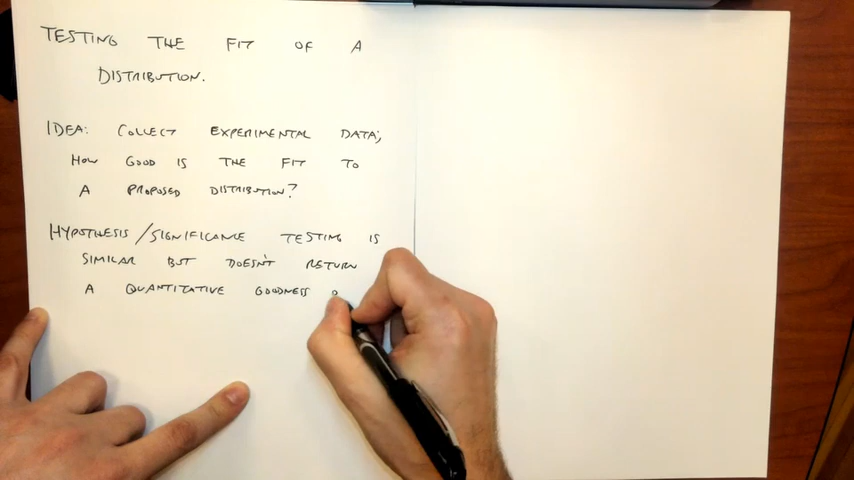 TESTING THE FIT OF A
DISTRIBUTION.
IDEA: COLLECT EXPERIMENTAL DATA;
HOW GOOD IS THE FIT TO
A PROPOSED DISTRIBUTION?
HYPOTHESIS/SIGNIFICANCE TESTING IS
SIMILAR BUT DOESN'T RETURN
A QUANTITATIVE GOODNESS O